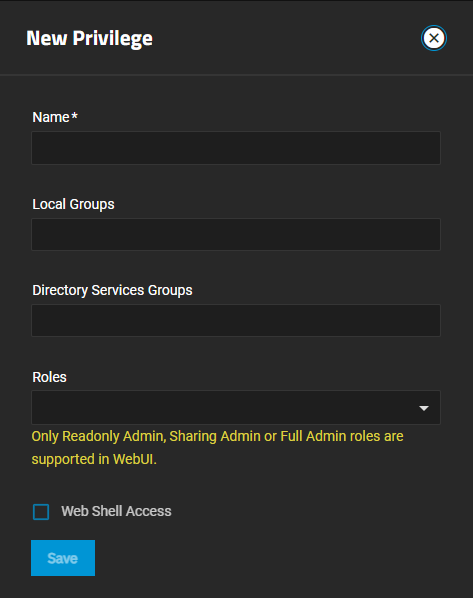 New Privilege
Name*
Local Groups
Directory Services Groups
Roles
Only Readonly Admin, Sharing Admin or Full Admin roles are
supported in WebUI.
Web Shell Access
Save